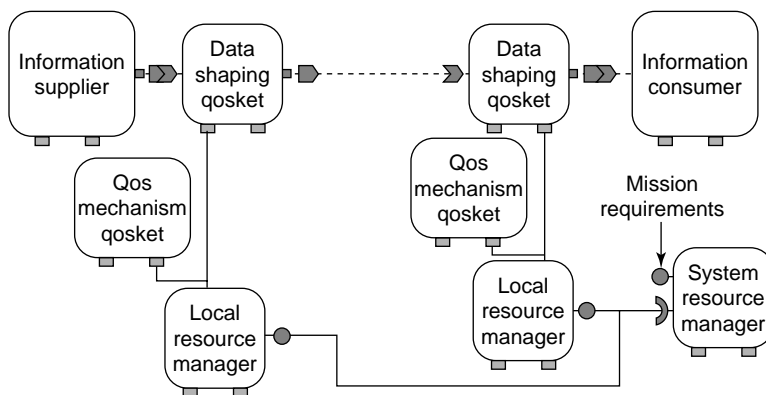 Information
supplier
Data
shaping
qosket
Data
shaping
qosket
Information
consumer
Qos
mechanism
qosket
Qos
mechanism
qosket
Mission
requirements
Local
resource
manager
Local
resource
manager
System
resource
manager